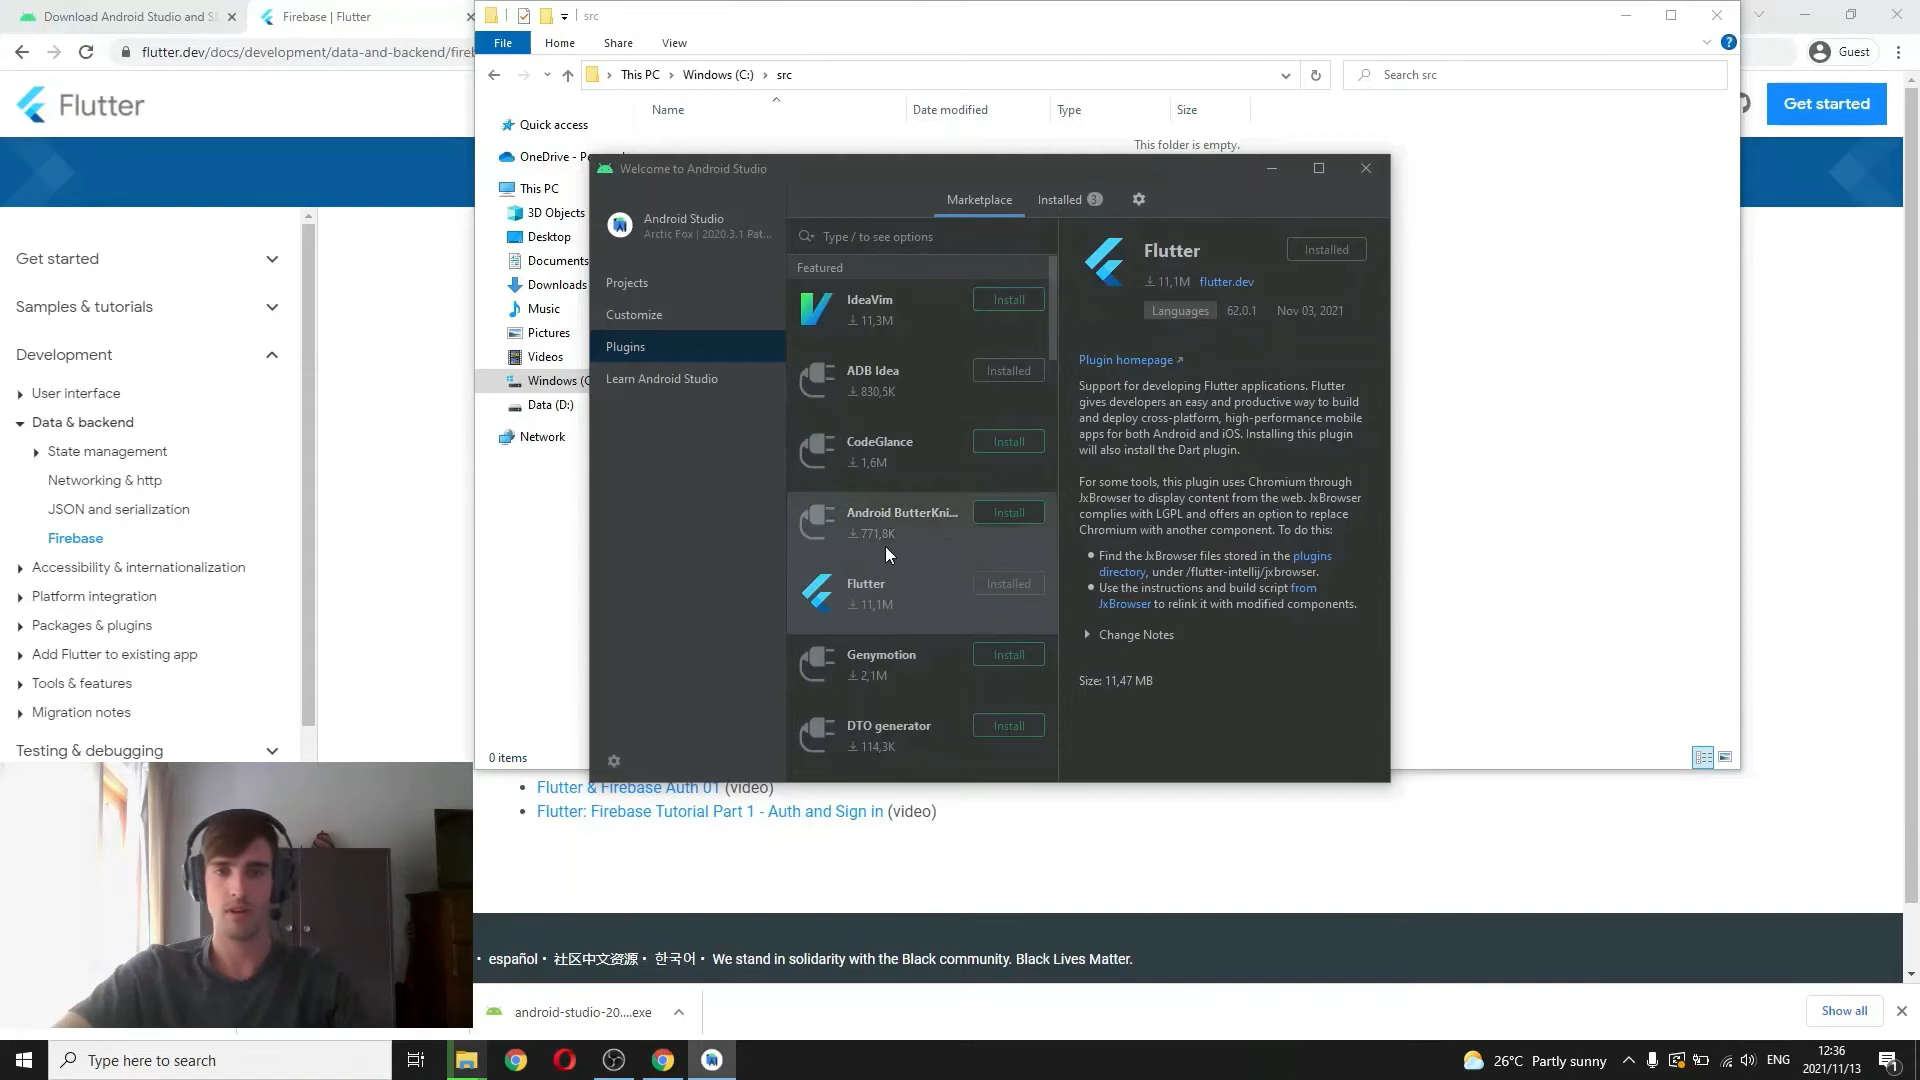 Download Android Studio and S
Firebase | Flutter
src
flutter.dev/docs/development/data-and-backend/fire
Guest
File
Home
Share
View
This PC
Windows (C:)
src
Search src
Flutter
Get started
Name
Date modified
Type
Size
This folder is empty.
Quick access
OneDrive - P
This PC
3D Objects
Desktop
Documents
Downloads
Music
Pictures
Videos
Windows (C
Data (D:)
Network
0 items
Get started
Samples & tutorials
Development
User interface
Data & backend
State management
Networking & http
JSON and serialization
Firebase
Accessibility & internationalization
Platform integration
Packages & plugins
Add Flutter to existing app
Tools & features
Migration notes
Testing & debugging
Welcome to Android Studio
Android Studio
Arctic Fox | 2020.3.1 Pat...
Projects
Customize
Plugins
Learn Android Studio
Marketplace
Installed 3
Type / to see options
Featured
IdeaVim
11,3M
Install
ADB Idea
830,5K
Installed
CodeGlance
1,6M
Install
Android ButterKni...
771,8K
Install
Flutter
11,1M
Installed
Genymotion
2,1M
Install
DTO generator
114,3K
Install
Flutter
Installed
11,1M flutter.dev
Languages 62.0.1 Nov 03, 2021
Plugin homepage
Support for developing Flutter applications. Flutter
gives developers an easy and productive way to build
and deploy cross-platform, high-performance mobile
apps for both Android and iOS. Installing this plugin
will also install the Dart plugin.
For some tools, this plugin uses Chromium through
JxBrowser to display content from the web. JxBrowser
complies with LGPL and offers an option to replace
Chromium with another component. To do this:
Find the JxBrowser files stored in the plugins
directory, under /flutter-intellij/jxbrowser.
Use the instructions and build script from
JxBrowser to relink it with modified components.
Change Notes
Size: 11,47 MB
Flutter & Firebase Auth 01 (video)
Flutter: Firebase Tutorial Part 1 - Auth and Sign in (video)
• español • 社区中文资源 • 한국어 • We stand in solidarity with the Black community. Black Lives Matter.
android-studio-20....exe
Show all
Type here to search
26°C Partly sunny
ENG
12:36
2021/11/13
1